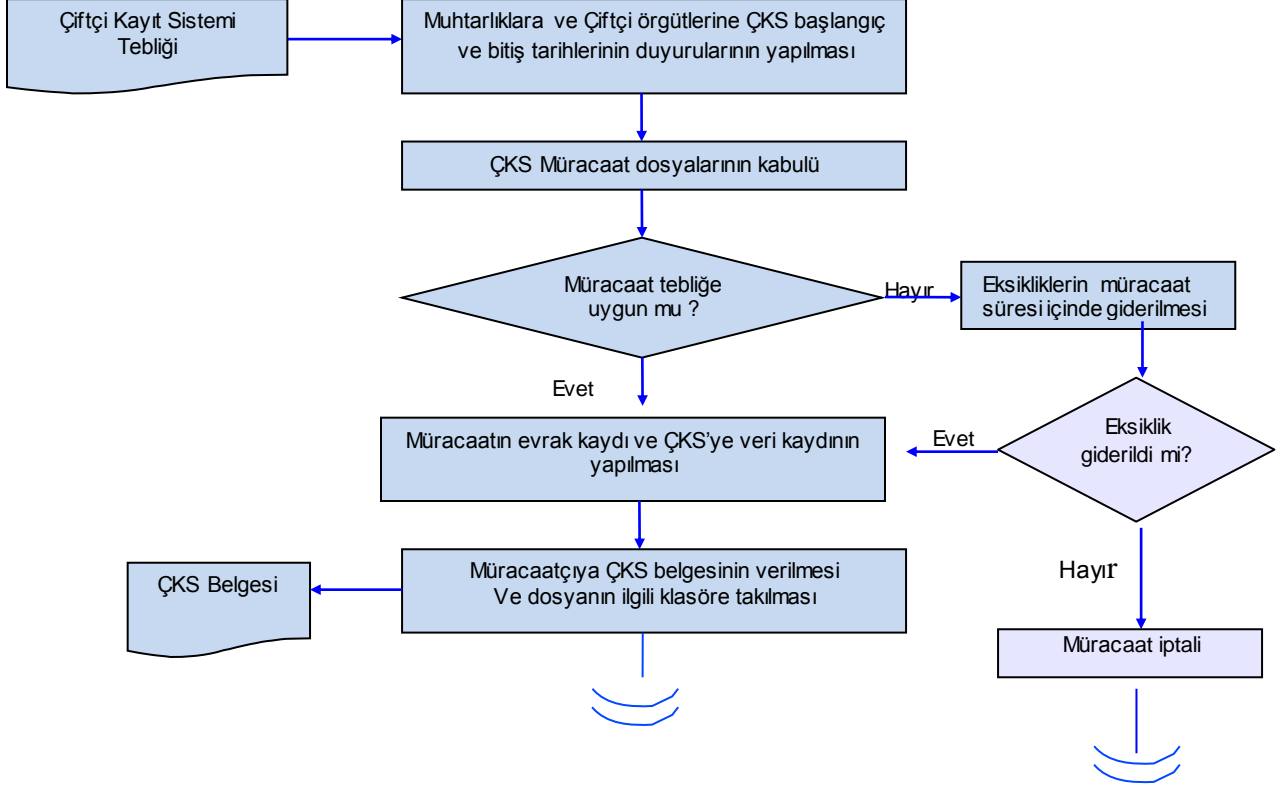 Çiftçi Kayıt Sistemi
Tebliği
Muhtarlıklara ve Çiftçi örgütlerine ÇKS başlangıç
ve bitiş tarihlerinin duyurularının yapılması
ÇKS Müracaat dosyalarının kabulü
Müracaat tebliğe
uygun mu ?
Hayır
Eksikliklerin müracaat
süresi içinde giderilmesi
Evet
Eksiklik
giderildi mi?
Evet
Müracaatın evrak kaydı ve ÇKS’ye veri kaydının
yapılması
Hayır
Müracaatçıya ÇKS belgesinin verilmesi
Ve dosyanın ilgili klasöre takılması
ÇKS Belgesi
Müracaat iptali